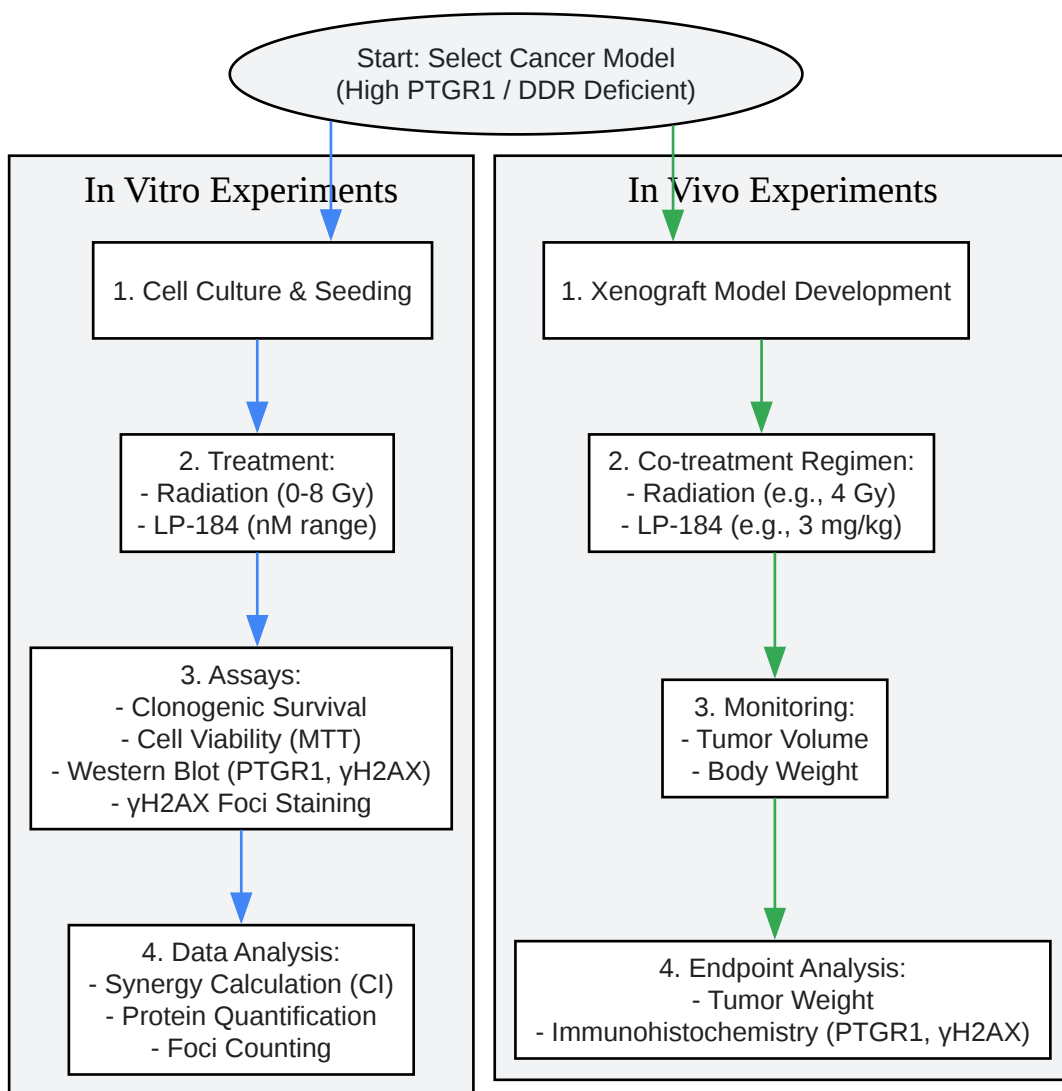 Start: Select Cancer Model
(High PTGR1 / DDR Deficient)
In Vitro Experiments
1. Cell Culture & Seeding
2. Treatment:
- Radiation (0-8 Gy)
- LP-184 (nM range)
3. Assays:
- Clonogenic Survival
- Cell Viability (MTT)
- Western Blot (PTGR1, γH2AX)
- γH2AX Foci Staining
4. Data Analysis:
- Synergy Calculation (CI)
- Protein Quantification
- Foci Counting
In Vivo Experiments
1. Xenograft Model Development
2. Co-treatment Regimen:
- Radiation (e.g., 4 Gy)
- LP-184 (e.g., 3 mg/kg)
3. Monitoring:
- Tumor Volume
- Body Weight
4. Endpoint Analysis:
- Tumor Weight
- Immunohistochemistry (PTGR1, γH2AX)